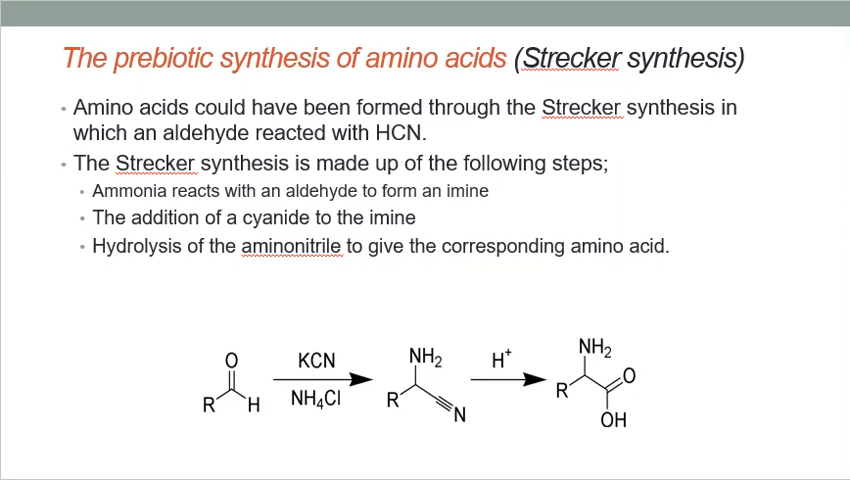 The prebiotic synthesis of amino acids (Strecker synthesis)
• Amino acids could have been formed through the Strecker synthesis in
which an aldehyde reacted with HCN.
• The Strecker synthesis is made up of the following steps;
• Ammonia reacts with an aldehyde to form an imine
• The addition of a cyanide to the imine
• Hydrolysis of the aminonitrile to give the corresponding amino acid.
O
R H
KCN
NH₄Cl
NH₂
R
N
H⁺
NH₂
R
O
OH